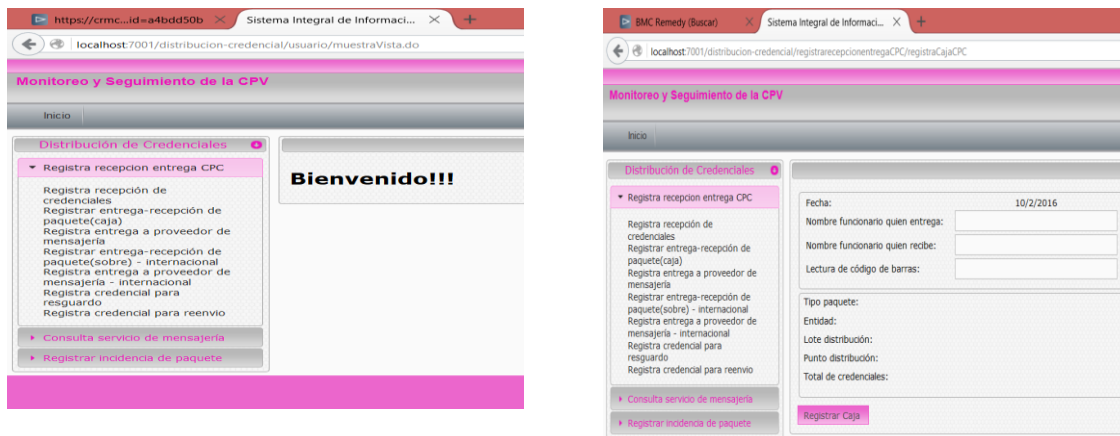 https://crmc...id=a4bdd50b
Sistema Integral de Informaci...
localhost:7001/distribucion-credencial/usuario/muestraVista.do
Monitoreo y Seguimiento de la CPV
Inicio
Distribución de Credenciales
Registra recepcion entrega CPC
Registra recepción de
credenciales
Registrar entrega-recepción de
paquete(caja)
Registra entrega a proveedor de
mensajería
Registrar entrega-recepción de
paquete(sobre) - internacional
Registra entrega a proveedor de
mensajería - internacional
Registra credencial para
resguardo
Registra credencial para reenvio
Consulta servicio de mensajería
Registrar incidencia de paquete
Bienvenido!!!
BMC Remedy (Buscar)
Sistema Integral de Informaci...
localhost:7001/distribucion-credencial/registrarecepcionentregaCPC/registraCajaCPC
Monitoreo y Seguimiento de la CPV
Inicio
Distribución de Credenciales
Registra recepcion entrega CPC
Registra recepción de
credenciales
Registrar entrega-recepción de
paquete(caja)
Registra entrega a proveedor de
mensajería
Registrar entrega-recepción de
paquete(sobre) - internacional
Registra entrega a proveedor de
mensajería - internacional
Registra credencial para
resguardo
Registra credencial para reenvio
Consulta servicio de mensajería
Registrar incidencia de paquete
Fecha: 10/2/2016
Nombre funcionario quien entrega:
Nombre funcionario quien recibe:
Lectura de código de barras:
Tipo paquete:
Entidad:
Lote distribución:
Punto distribución:
Total de credenciales:
Registrar Caja